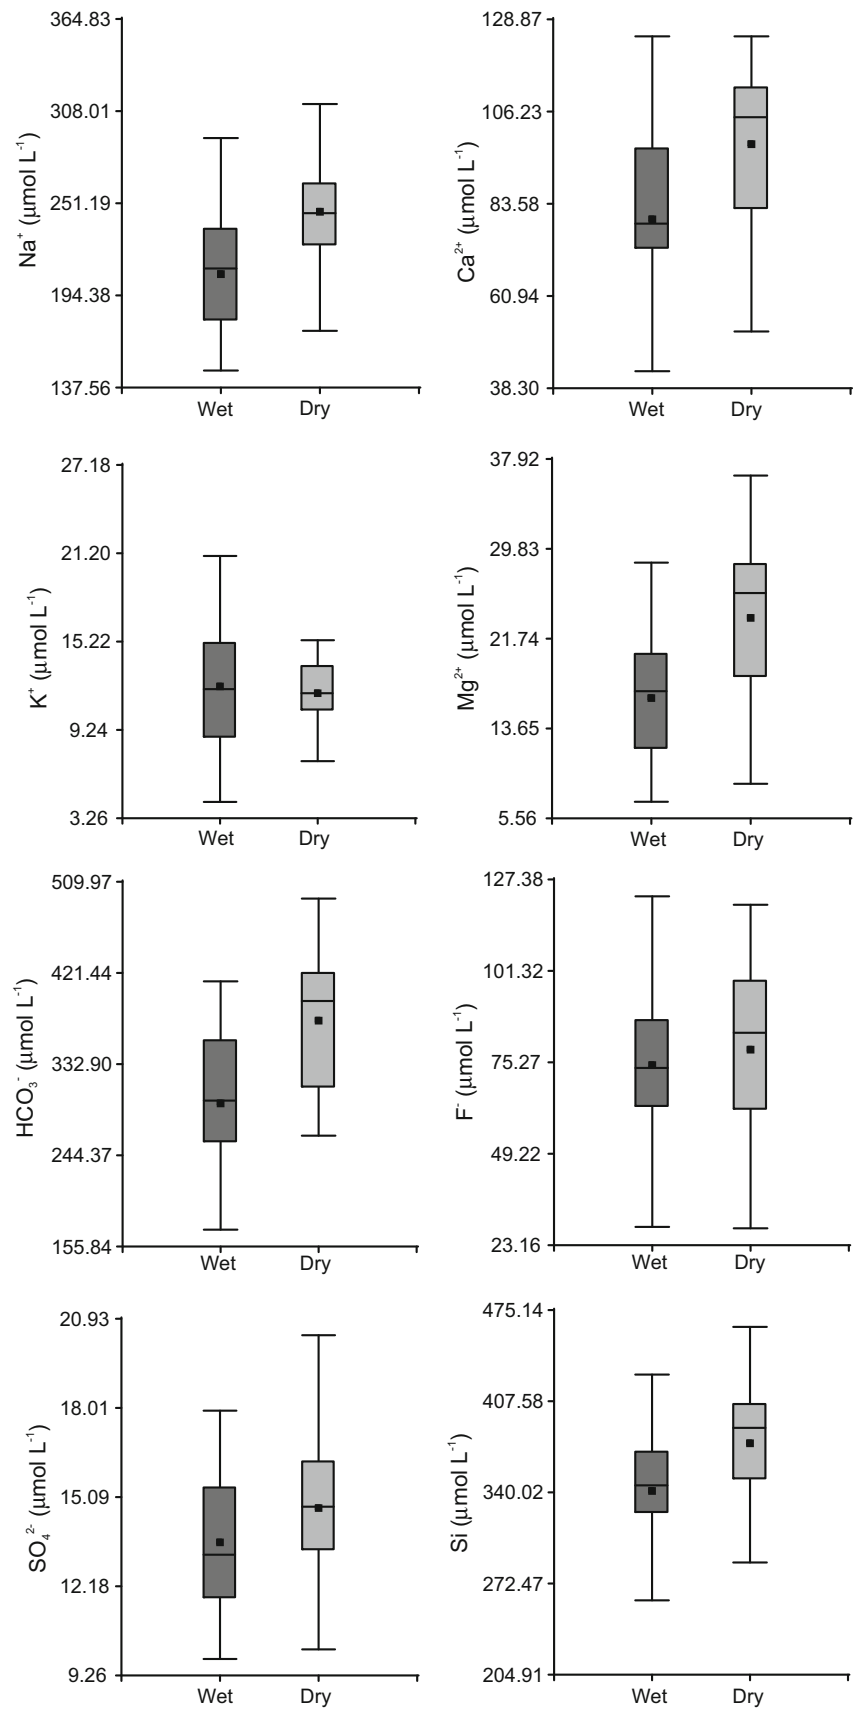 364.83
308.01
251.19
194.38
137.56
Na⁺ (μmol L⁻¹)
Wet Dry
128.87
106.23
83.58
60.94
38.30
Ca²⁺ (μmol L⁻¹)
Wet Dry
27.18
21.20
15.22
9.24
3.26
K⁺ (μmol L⁻¹)
Wet Dry
37.92
29.83
21.74
13.65
5.56
Mg²⁺ (μmol L⁻¹)
Wet Dry
509.97
421.44
332.90
244.37
155.84
HCO₃⁻ (μmol L⁻¹)
Wet Dry
127.38
101.32
75.27
49.22
23.16
F⁻ (μmol L⁻¹)
Wet Dry
20.93
18.01
15.09
12.18
9.26
SO₄²⁻ (μmol L⁻¹)
Wet Dry
475.14
407.58
340.02
272.47
204.91
Si (μmol L⁻¹)
Wet Dry